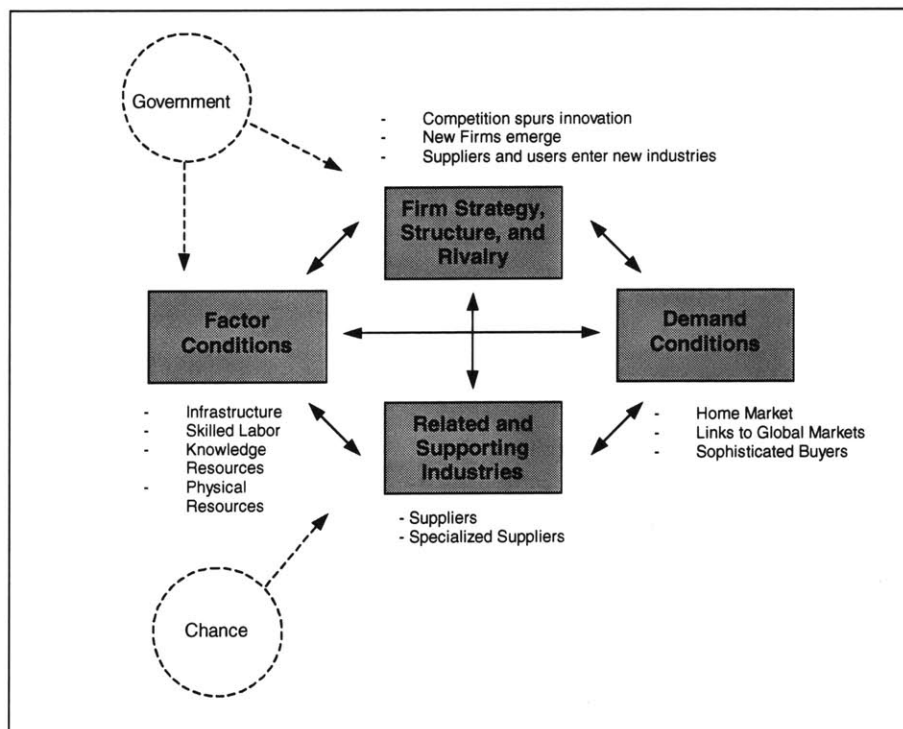 Government
- Competition spurs innovation
- New Firms emerge
- Suppliers and users enter new industries
Firm Strategy,
Structure, and
Rivalry
Factor
Conditions
Demand
Conditions
- Infrastructure
- Skilled Labor
- Knowledge
Resources
- Physical
Resources
Related and
Supporting
Industries
- Home Market
- Links to Global Markets
- Sophisticated Buyers
- Suppliers
- Specialized Suppliers
Chance